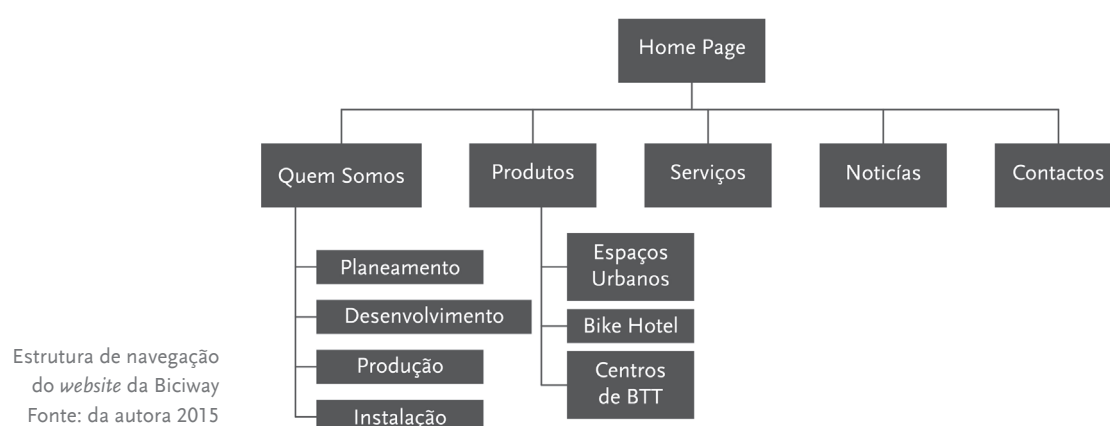 Home Page
Quem Somos
Produtos
Serviços
Noticías
Contactos
Planeamento
Desenvolvimento
Produção
Instalação
Espaços
Urbanos
Bike Hotel
Centros
de BTT
Estrutura de navegação
do website da Biciway
Fonte: da autora 2015